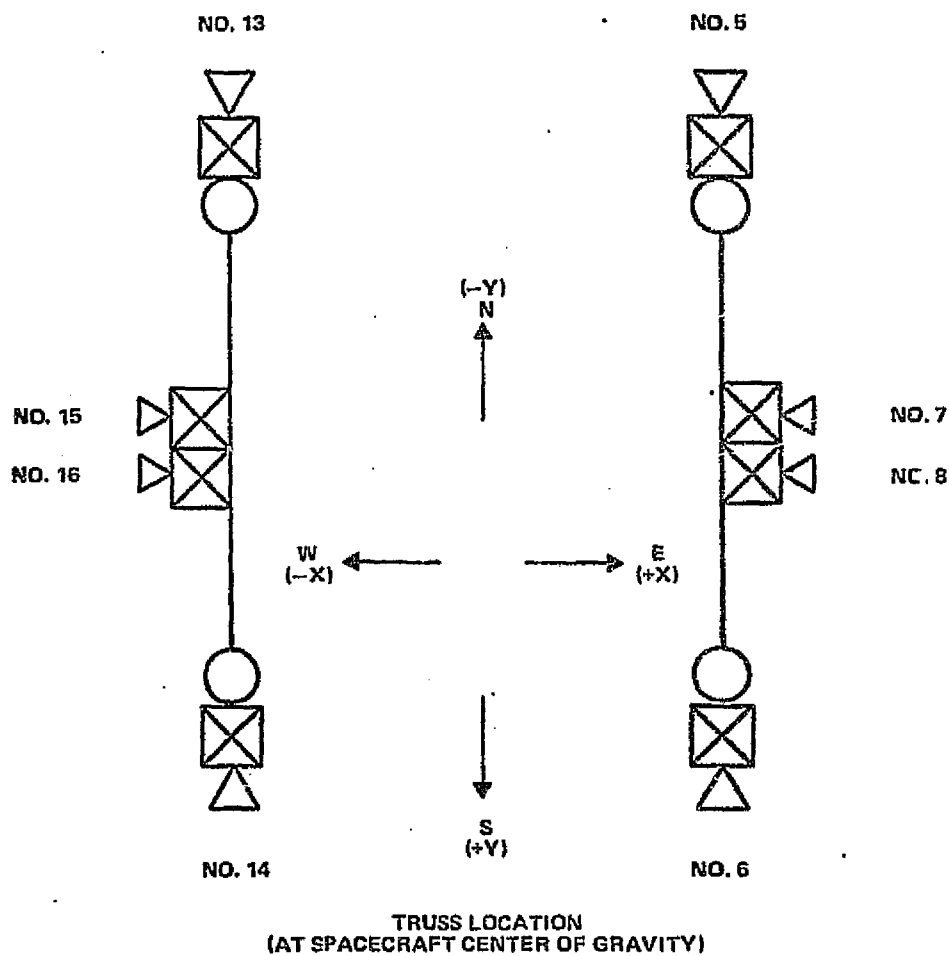 NO. 13
NO. 5
(−Y)
N
NO. 15
NO. 7
NO. 16
NC. 8
W
(−X)
E
(+X)
S
(+Y)
NO. 14
NO. 6
TRUSS LOCATION
(AT SPACECRAFT CENTER OF GRAVITY)